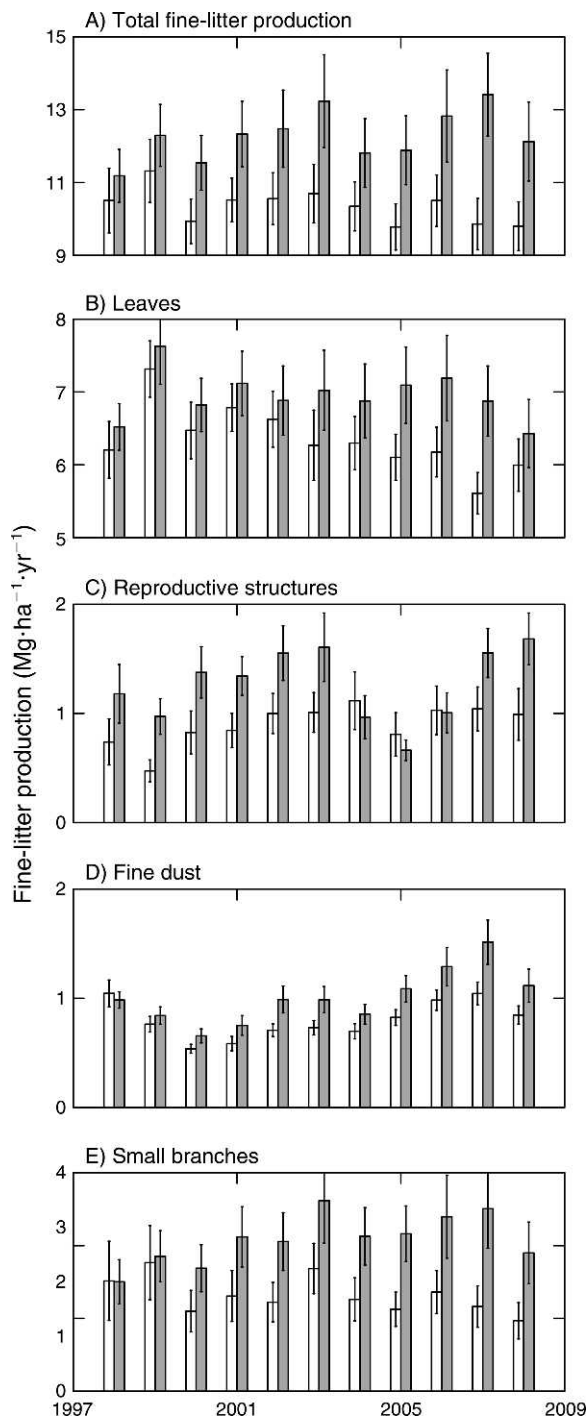 A) Total fine-litter production
15
13
11
9
B) Leaves
8
7
6
5
C) Reproductive structures
2
1
0
D) Fine dust
2
1
0
E) Small branches
4
3
2
1
0
1997 2001 2005 2009
Fine-litter production (Mg·ha⁻¹·yr⁻¹)